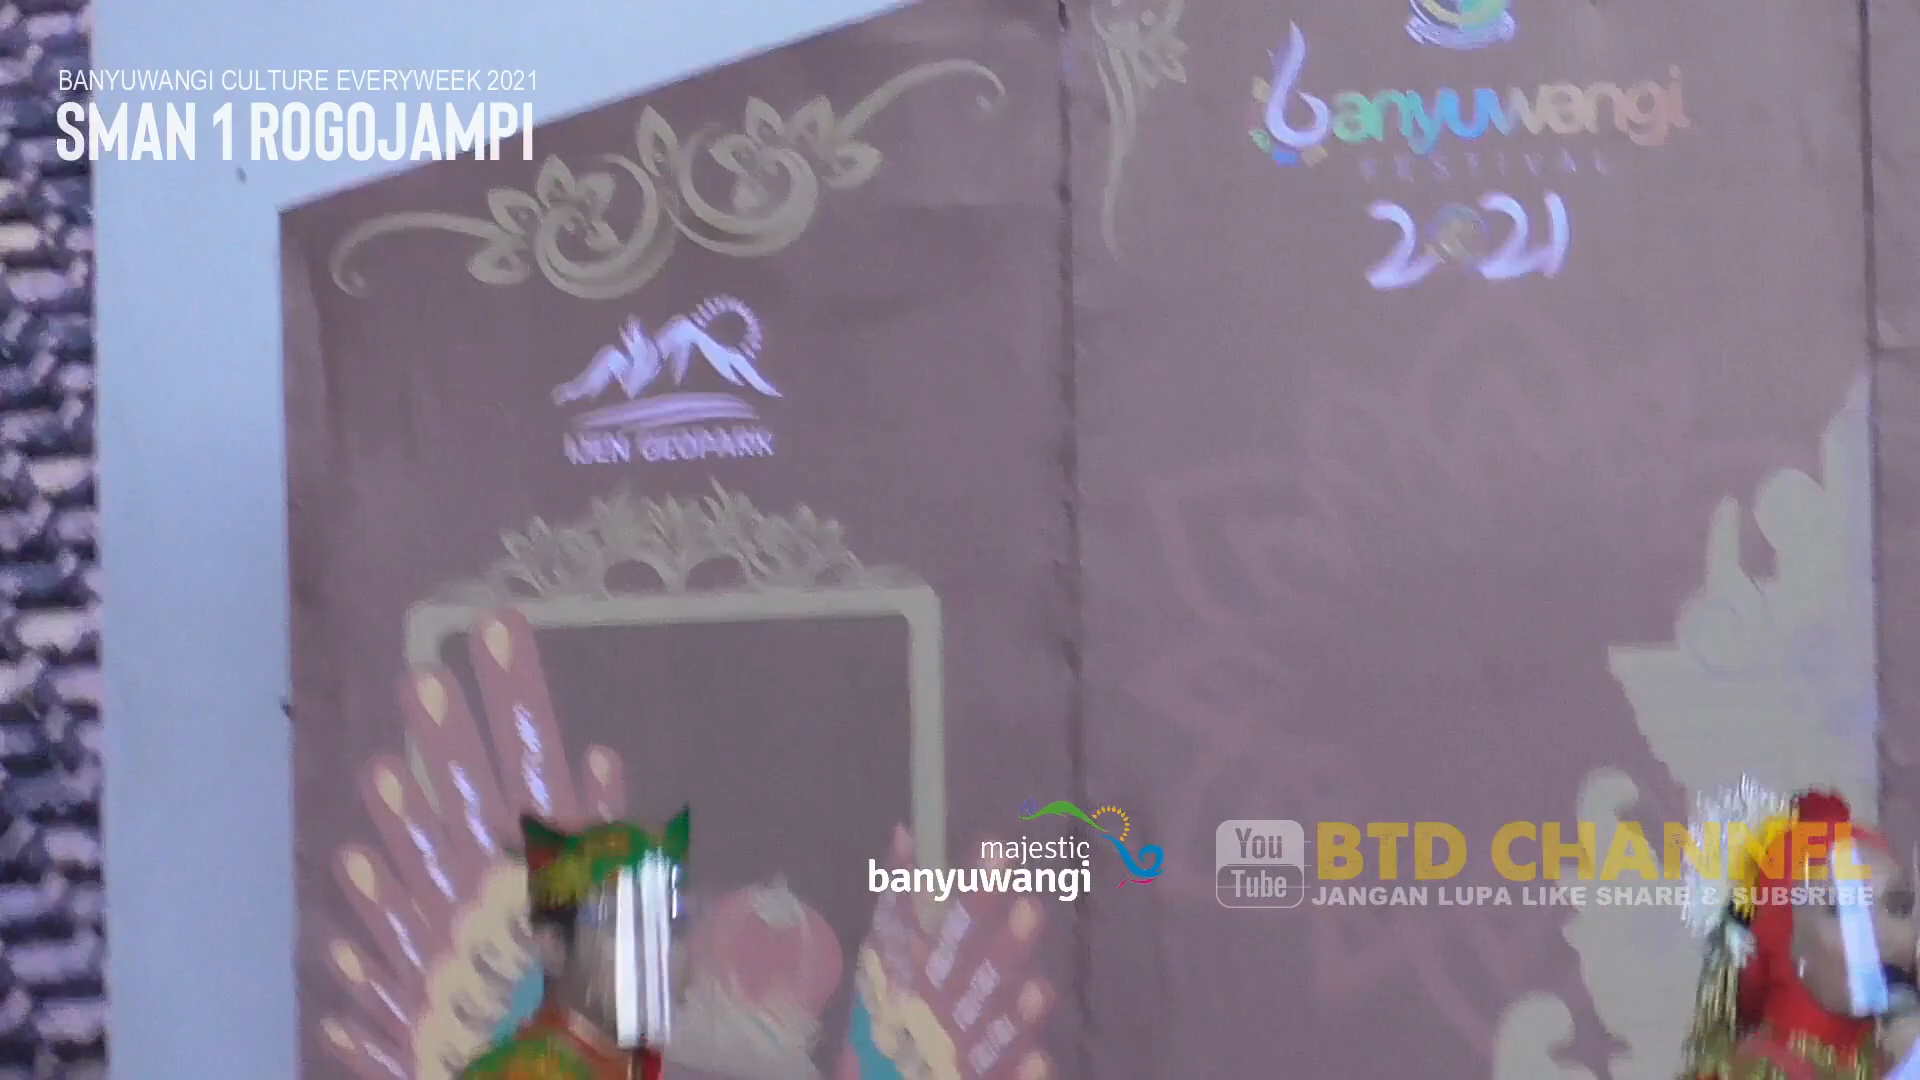 BANYUWANGI CULTURE EVERYWEEK 2021
SMAN 1 ROGOJAMPI
banyuwangi
FESTIVAL
2021
IJEN GEOPARK
majestic
banyuwangi
You
Tube
BTD CHANNEL
JANGAN LUPA LIKE SHARE & SUBSRIBE